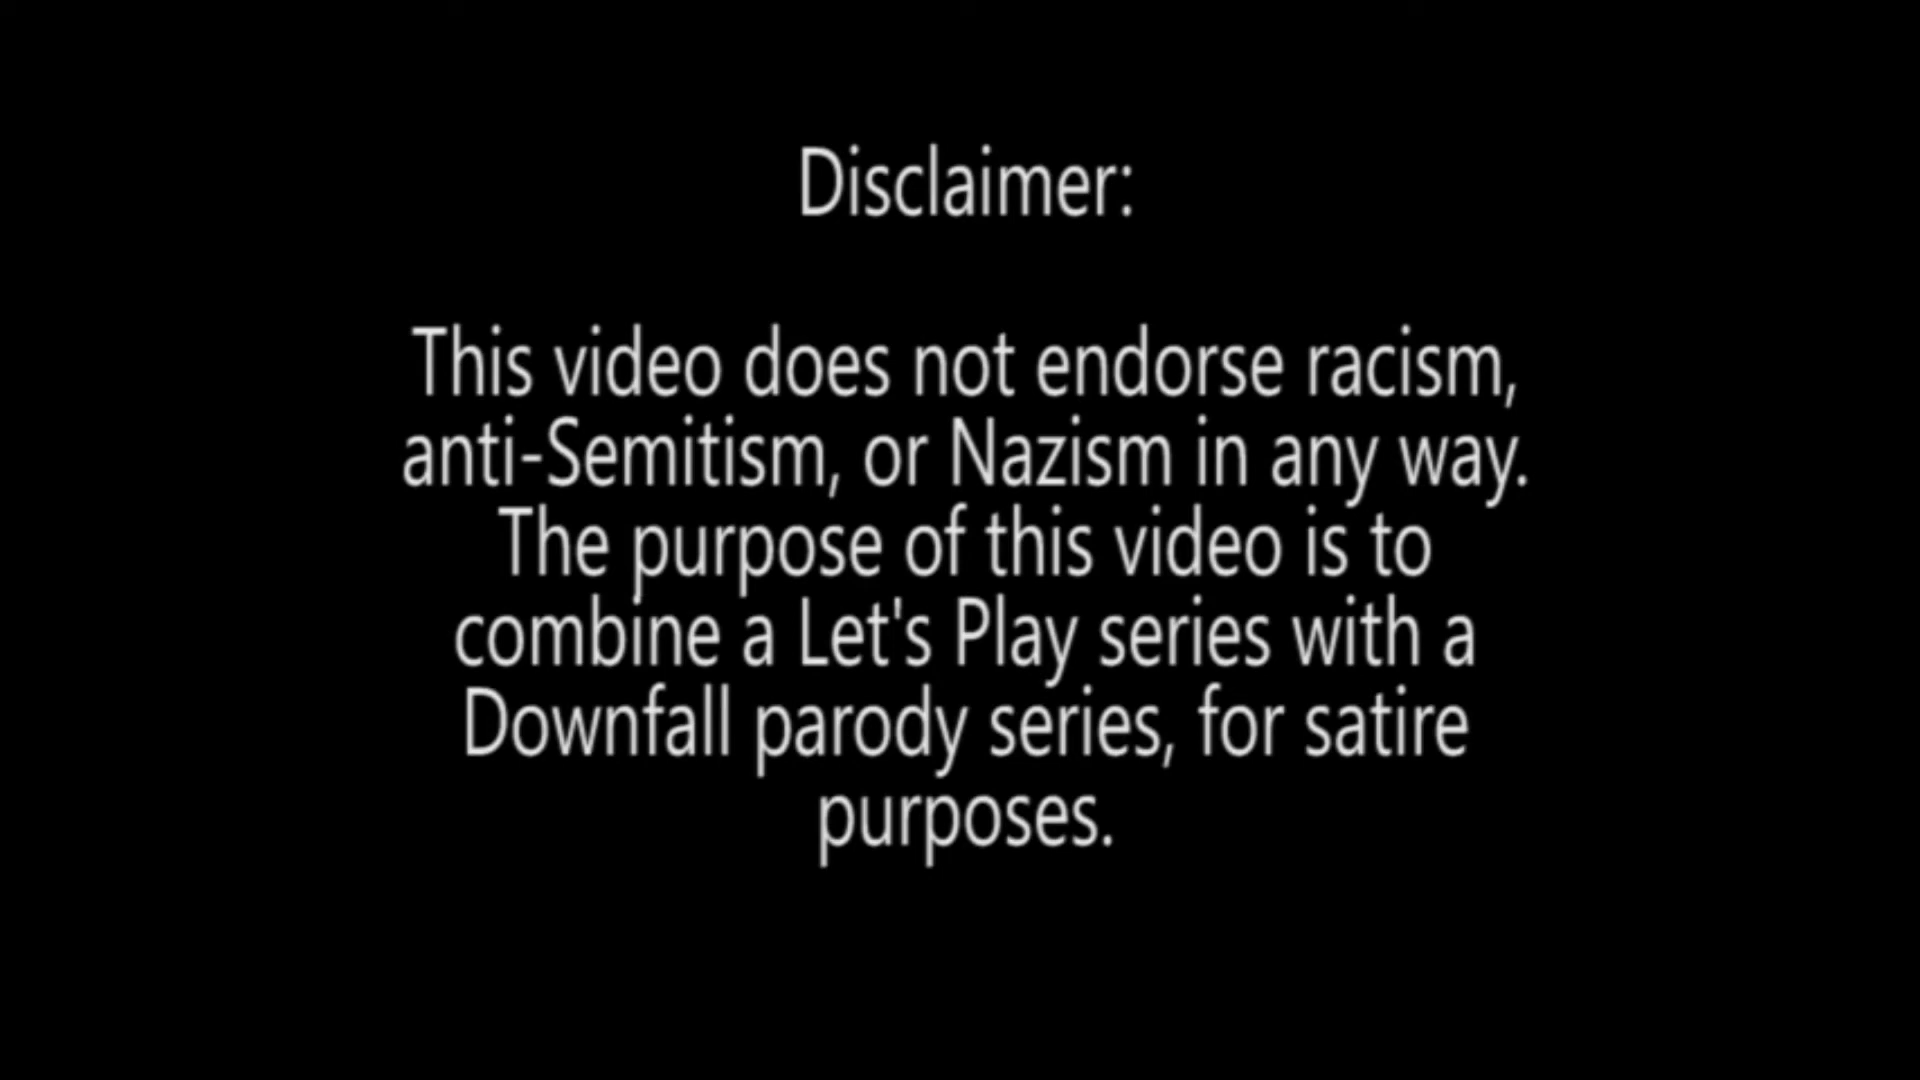 Disclaimer:
This video does not endorse racism,
anti-Semitism, or Nazism in any way.
The purpose of this video is to
combine a Let's Play series with a
Downfall parody series, for satire
purposes.